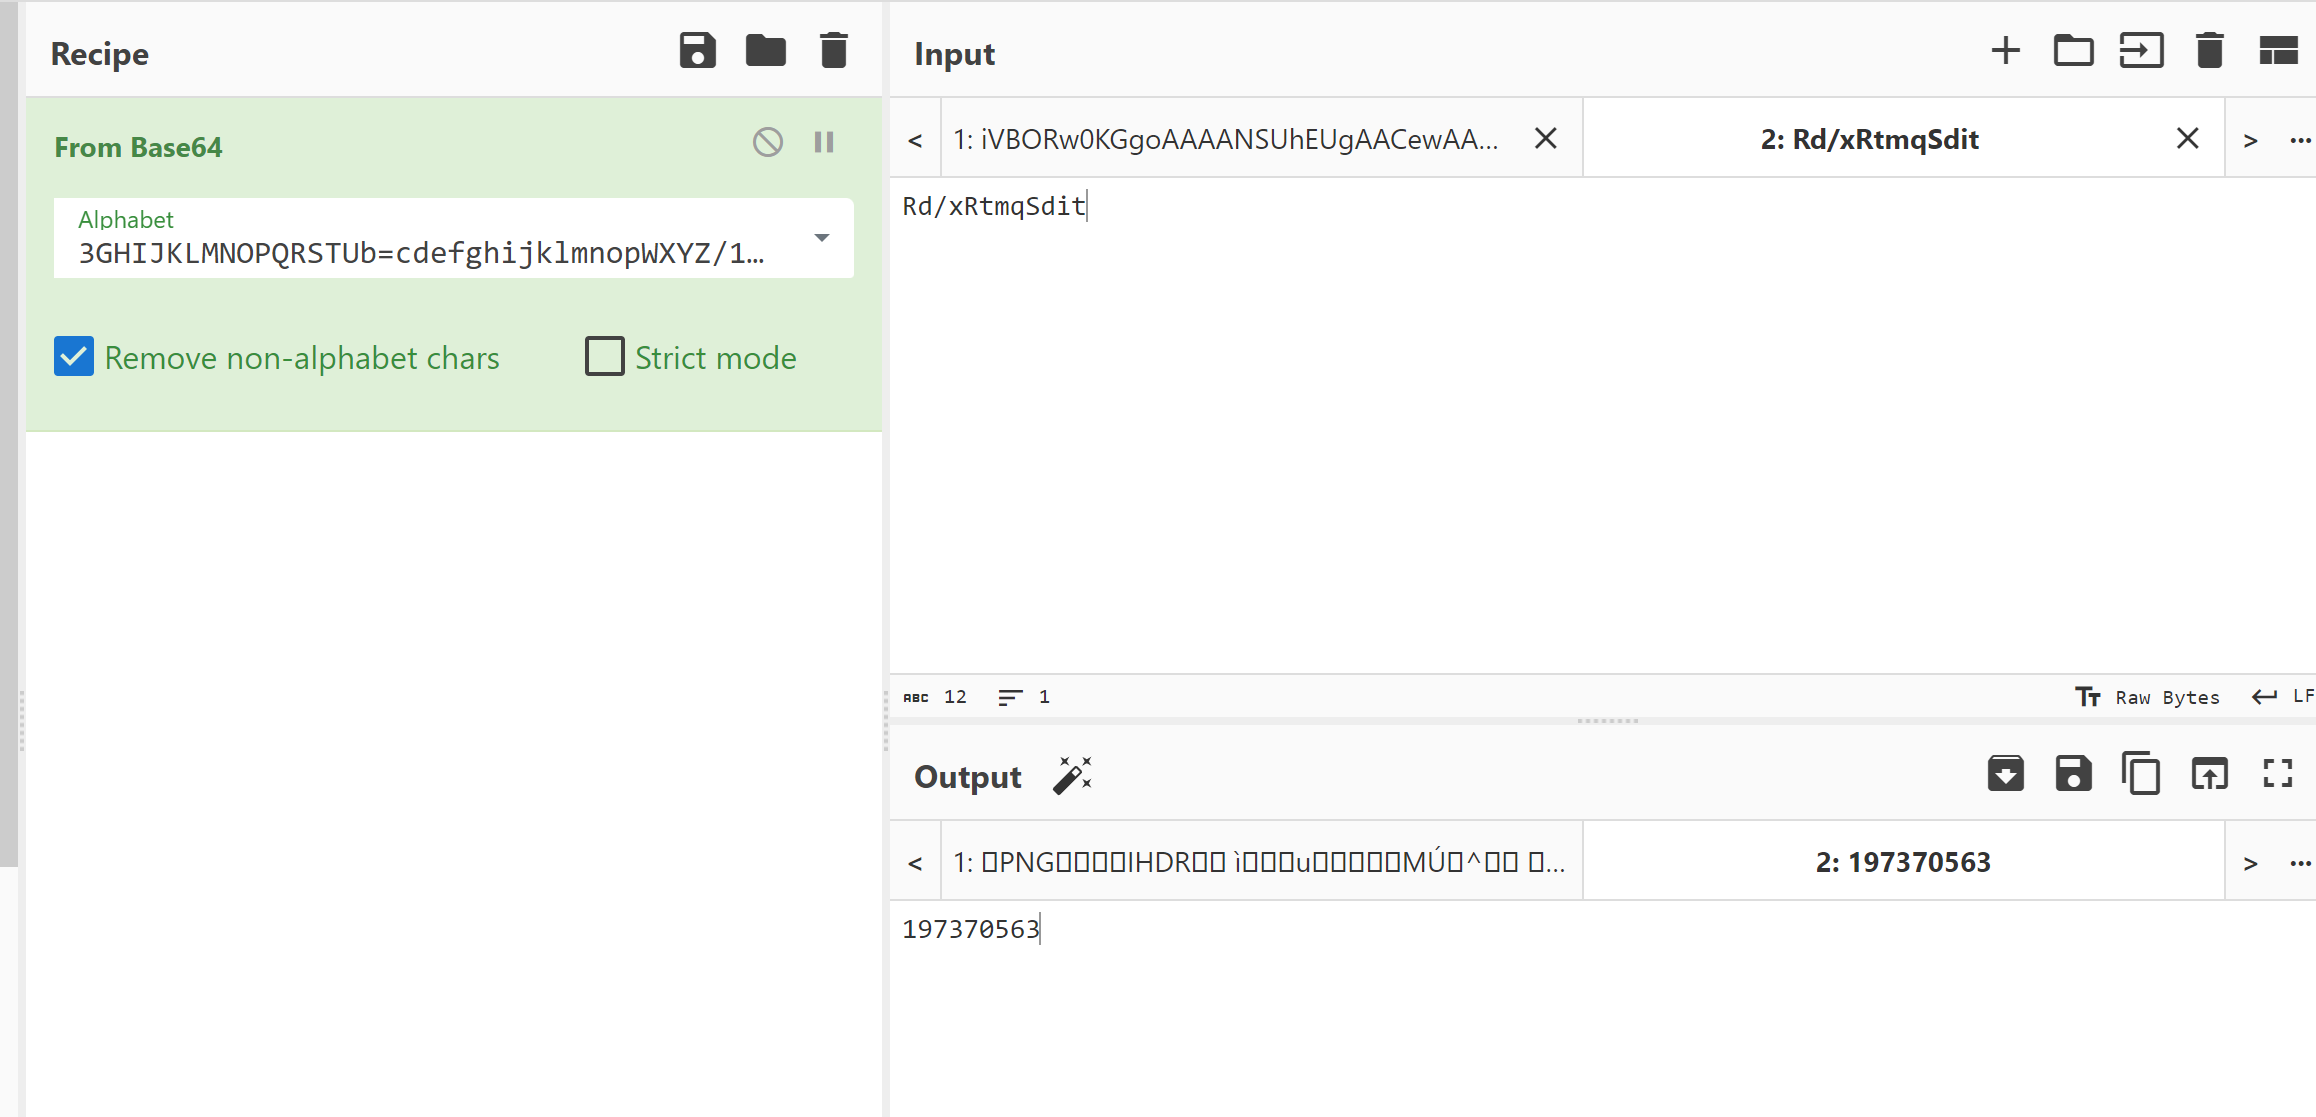 Recipe
From Base64
Alphabet
3GHIJKLMNOPQRSTUb=cdefghijklmnopWXYZ/1…
Remove non-alphabet chars
Strict mode
Input
< 1: iVBORw0KGgoAAAANSUhEUgAACewAA… 2: Rd/xRtmqSdit > …
Rd/xRtmqSdit
ABC 12 1
Tт Raw Bytes LF
Output
< 1: □PNG□□□□IHDR□□ ì□□□u□□□□□MÚ□^□□ □… 2: 197370563 > …
197370563